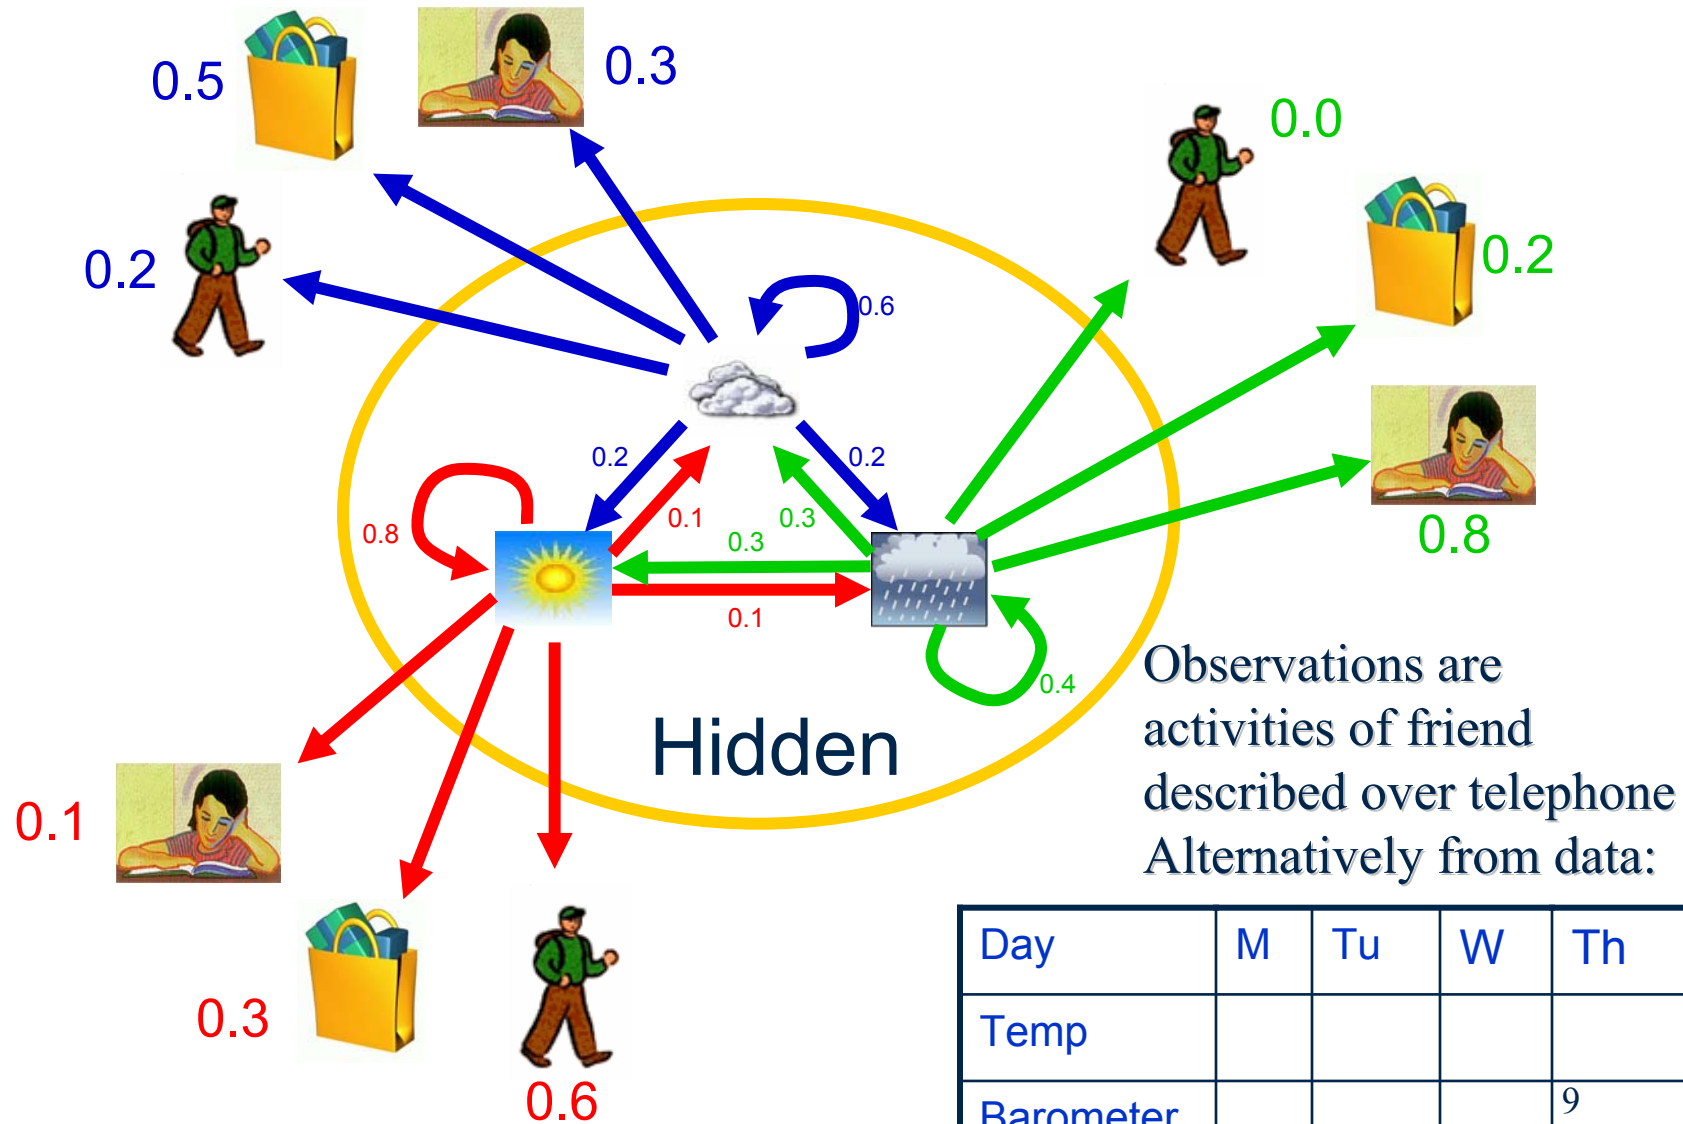 0.5
0.3
0.0
0.2
0.2
0.6
0.2
0.2
0.8
0.1
0.3
0.8
0.3
0.1
0.4
Hidden
Observations are
activities of friend
described over telephone
Alternatively from data:
0.1
0.3
0.6
Day M Tu W Th
Temp
Barometer
9